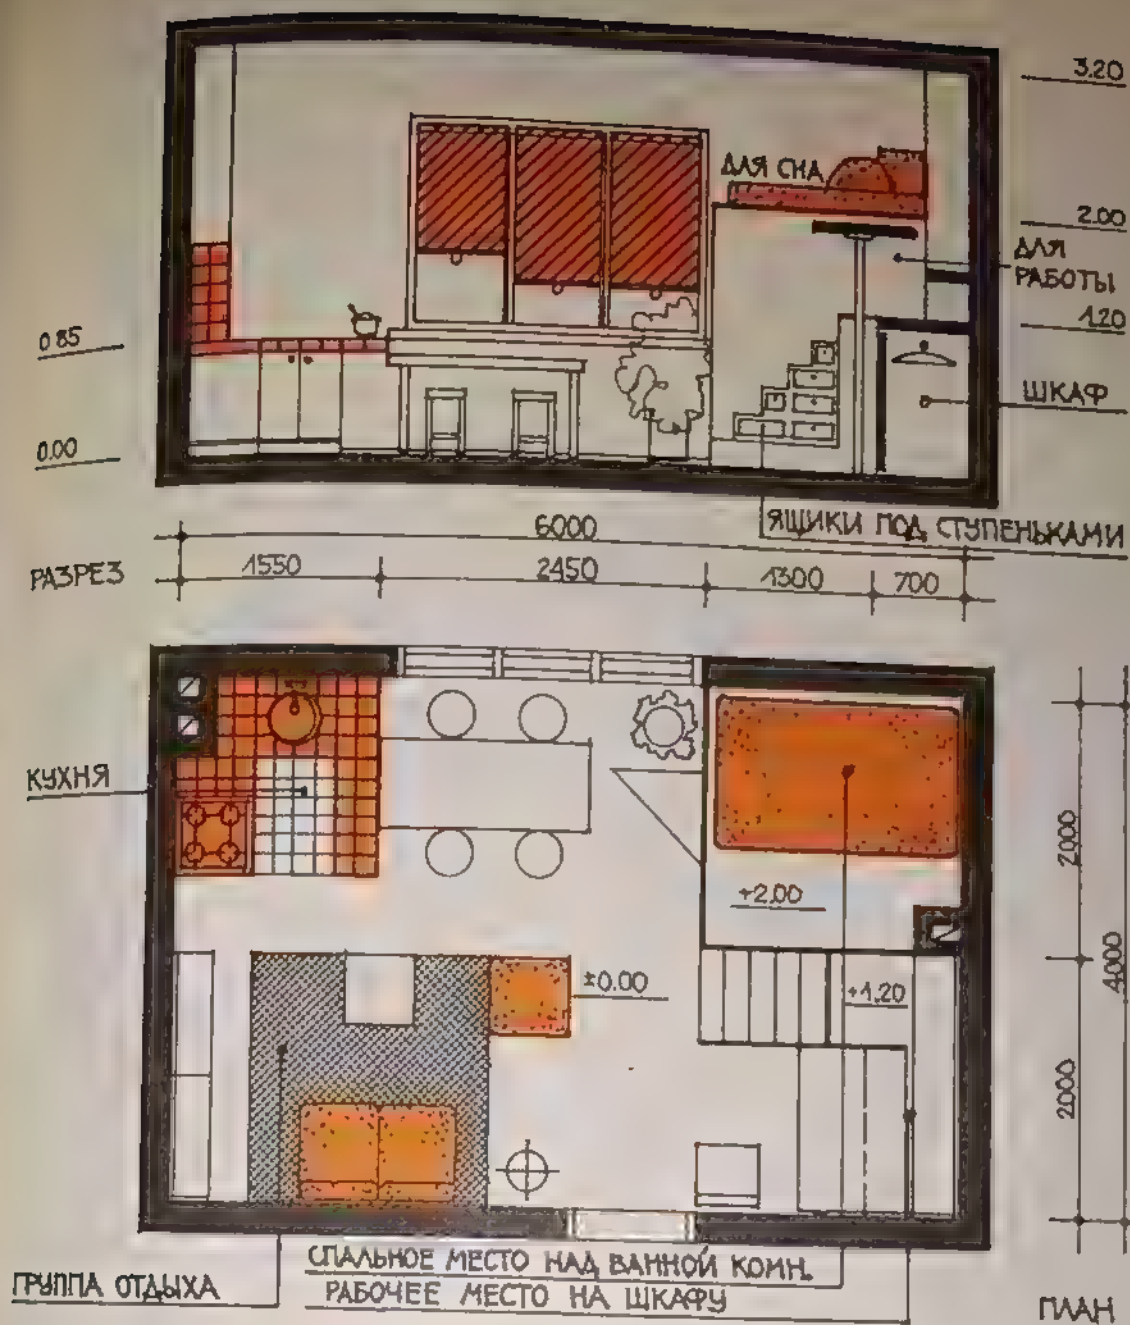 3.20
ДЛЯ СНА
2.00
ДЛЯ
РАБОТЫ
0.85
1.20
ШКАФ
0.00
6000
ЯЩИКИ ПОД СТУПЕНЬКАМИ
РАЗРЕЗ
1550
2450
1300
700
КУХНЯ
2000
+2.00
4000
±0.00
+1.20
2000
СПАЛЬНОЕ МЕСТО НАД ВАННОЙ КОМН.
ГРУППА ОТДЫХА
РАБОЧЕЕ МЕСТО НА ШКАФУ
ПЛАН